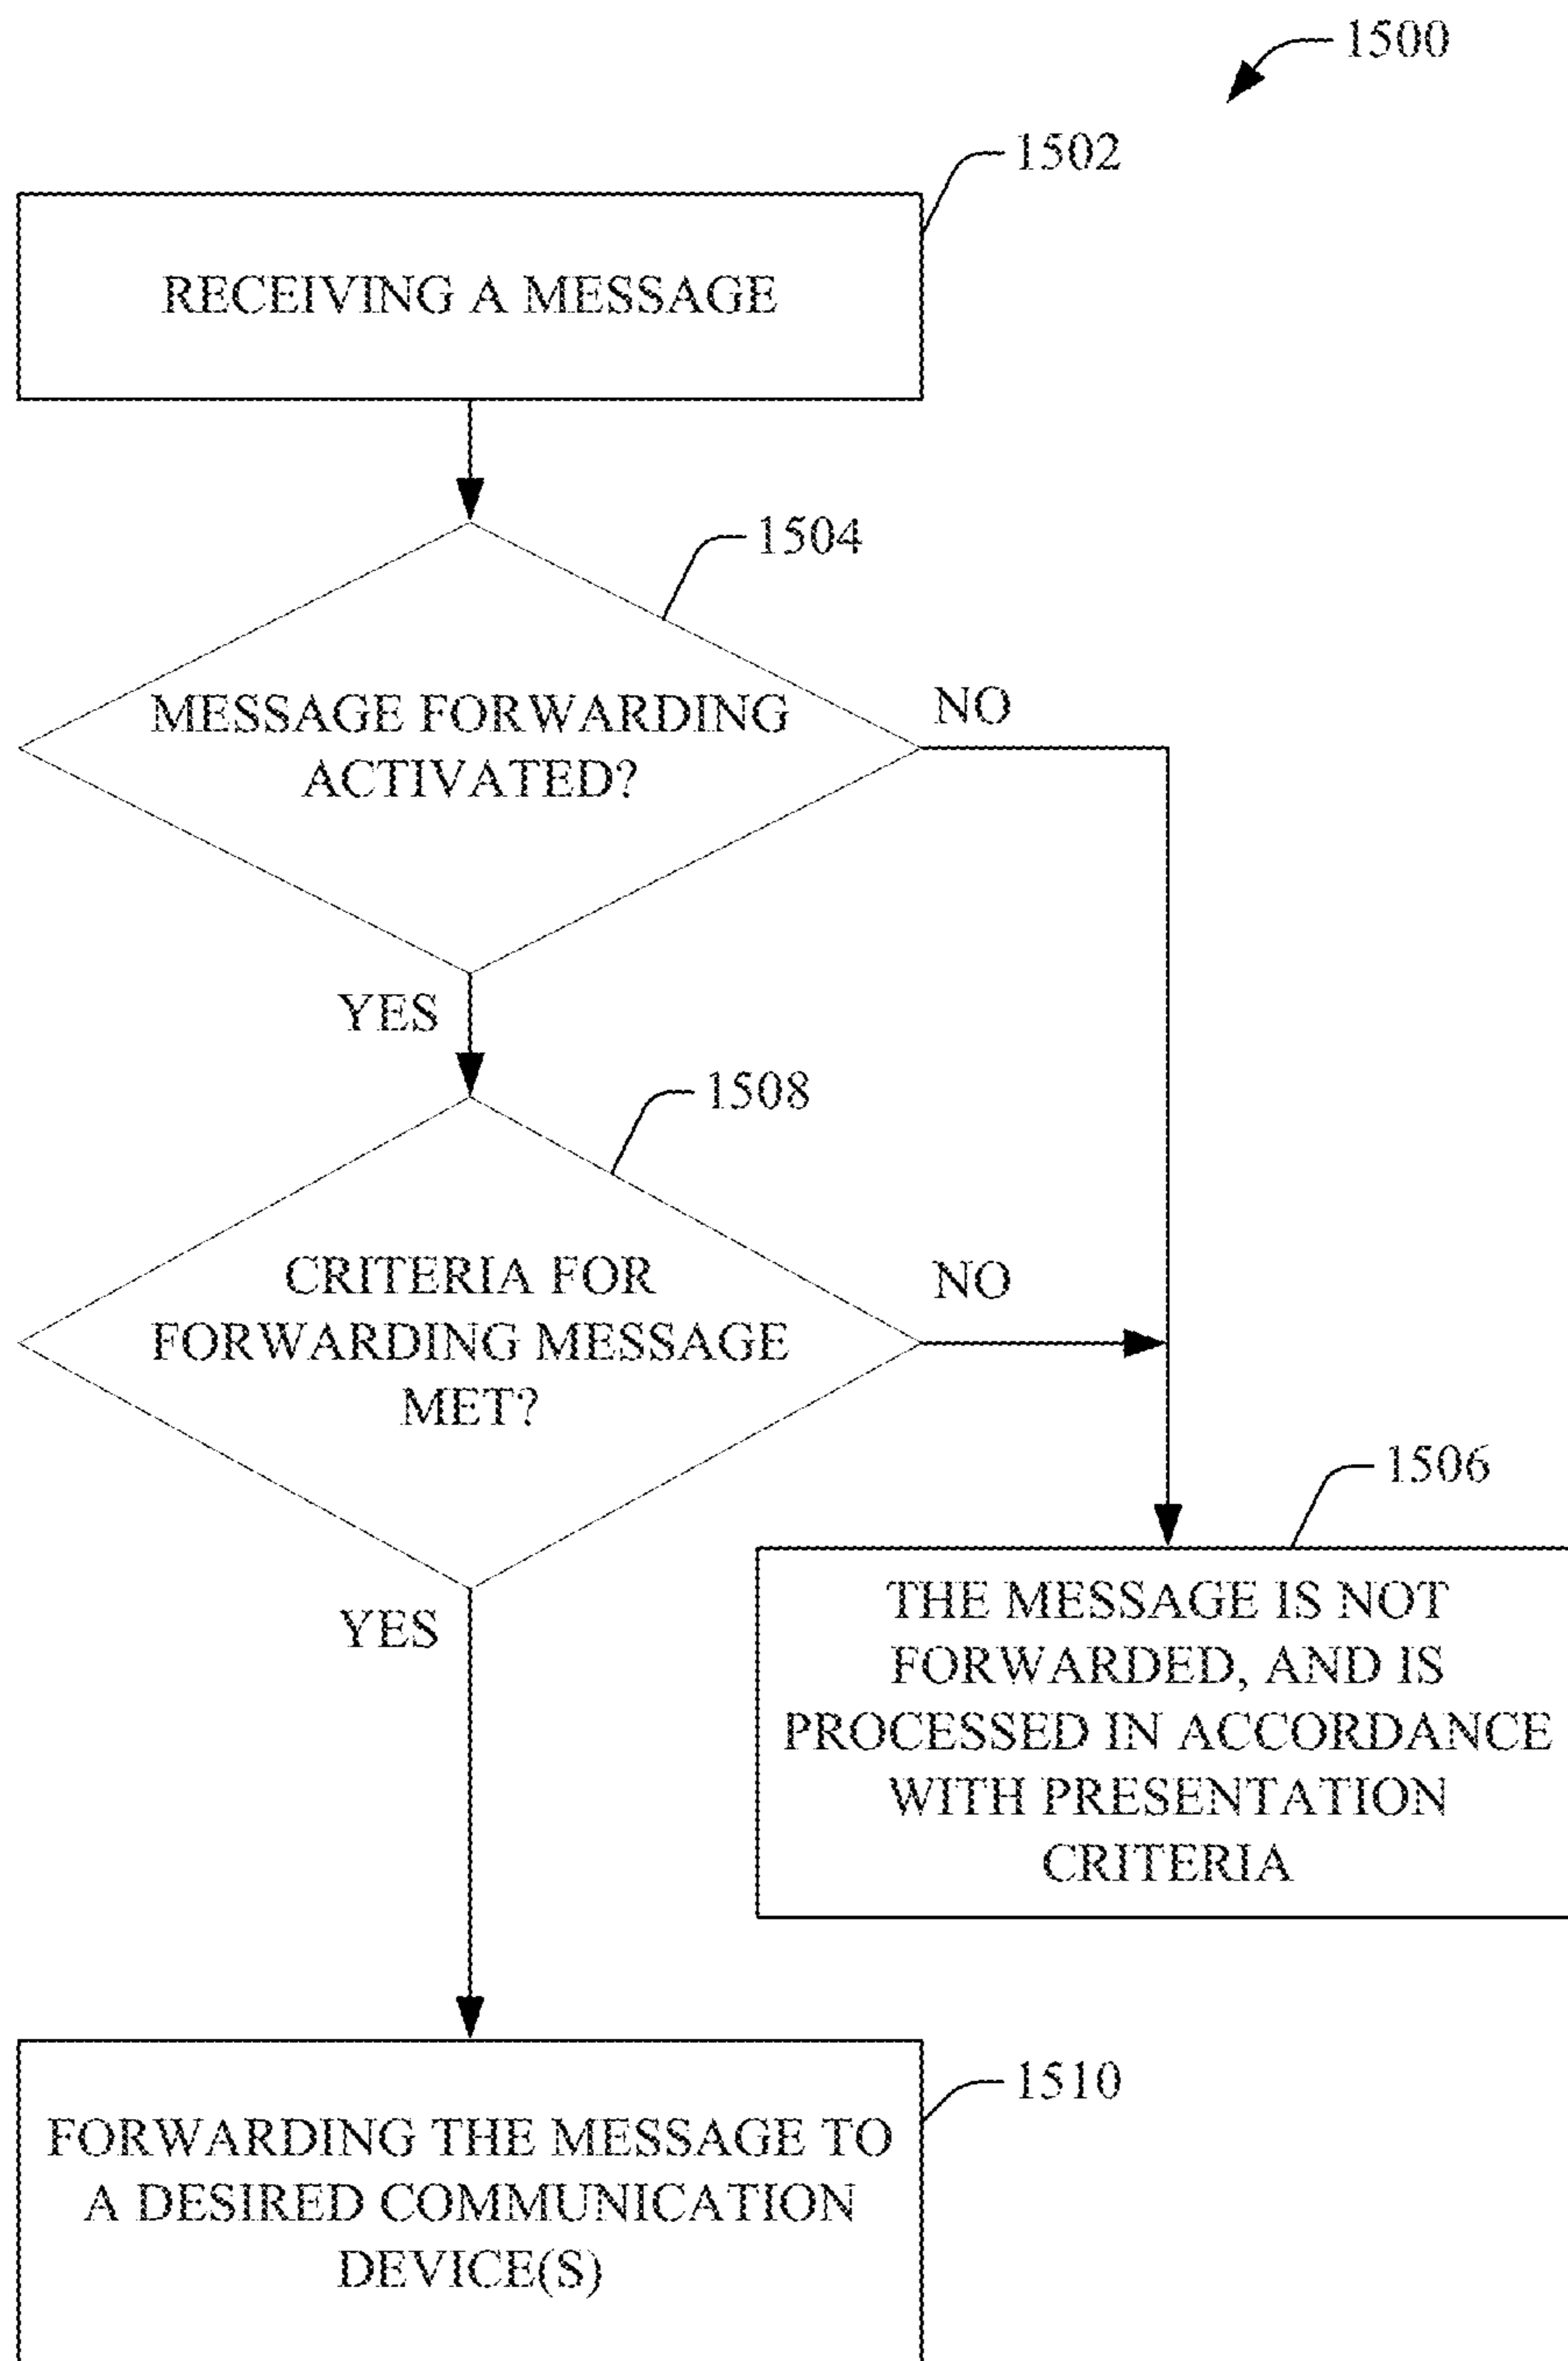 1500
1502
RECEIVING A MESSAGE
1504
MESSAGE FORWARDING
ACTIVATED?
NO
YES
1508
CRITERIA FOR
FORWARDING MESSAGE
MET?
NO
YES
1506
THE MESSAGE IS NOT
FORWARDED, AND IS
PROCESSED IN ACCORDANCE
WITH PRESENTATION
CRITERIA
1510
FORWARDING THE MESSAGE TO
A DESIRED COMMUNICATION
DEVICE(S)